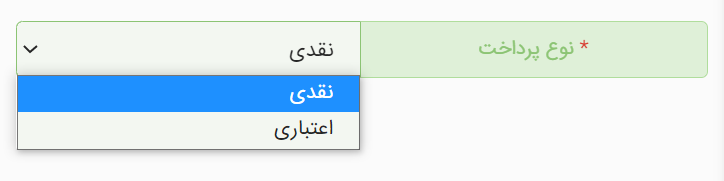 * نوع پرداخت
نقدی
نقدی
اعتباری